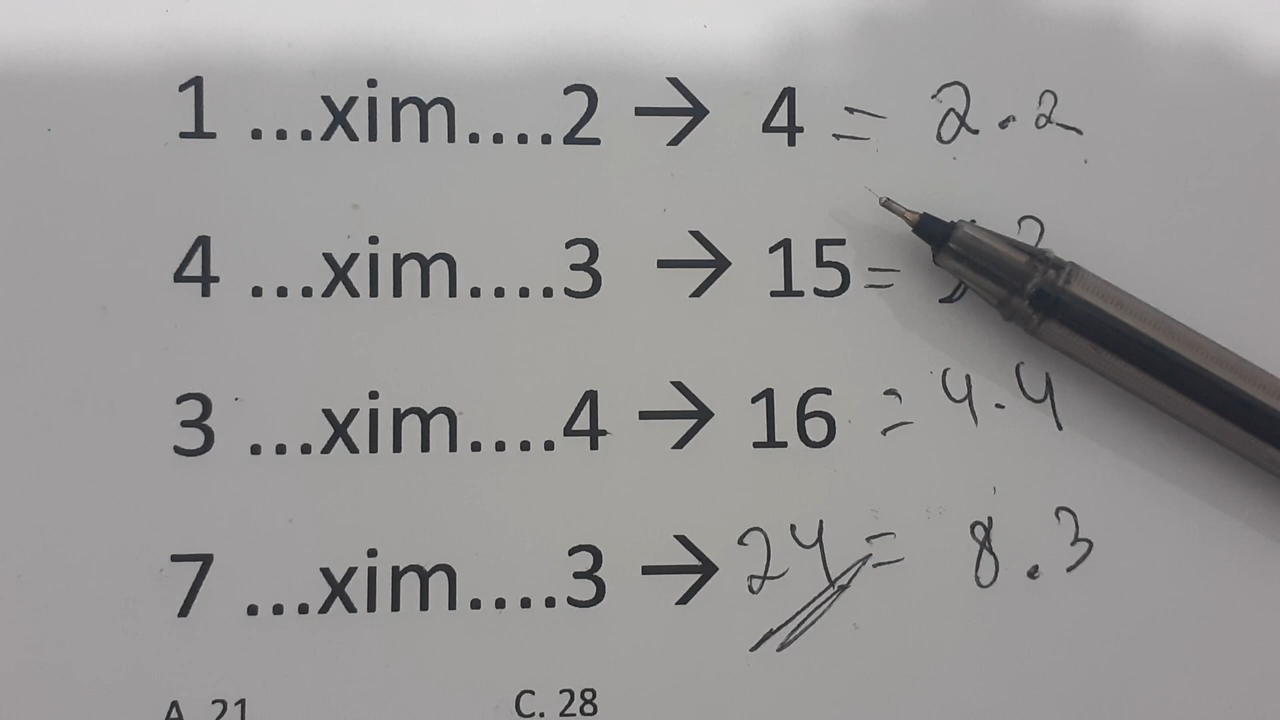 1 ...xim....2 → 4 = 2.2
4 ...xim....3 → 15 =
3 ...xim....4 → 16 = 4.4
7 ...xim....3 → 24 = 8.3
A. 21 C. 28